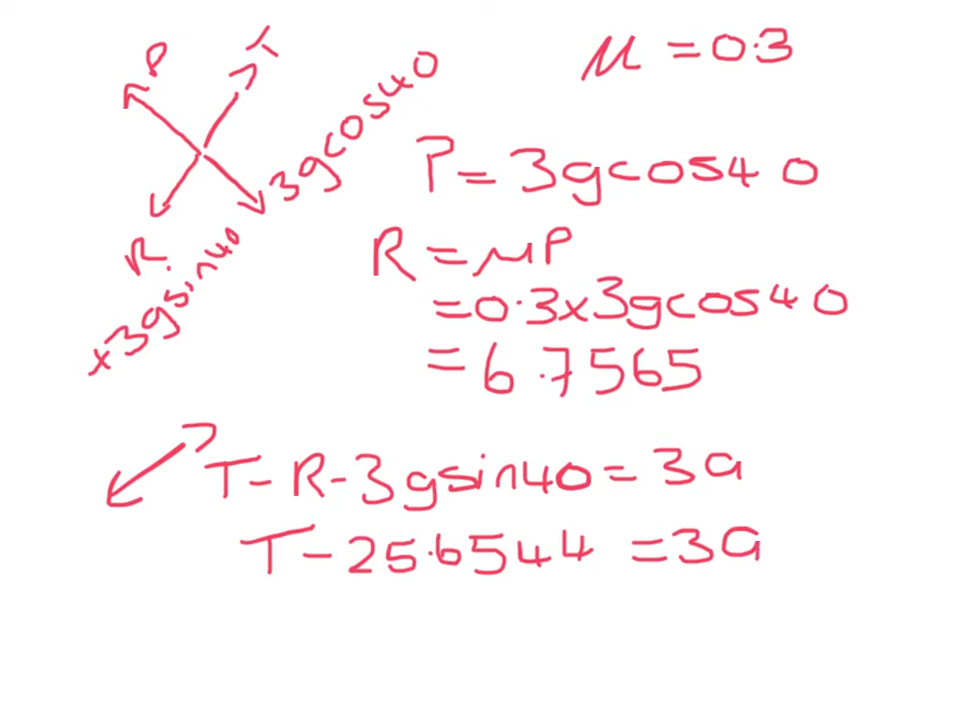 P
T
μ = 0.3
3gcos40
P = 3gcos40
R
x3gsin40
R = μP
= 0.3x3gcos40
= 6.7565
T - R - 3gsin40 = 3a
T - 25.6544 = 3a